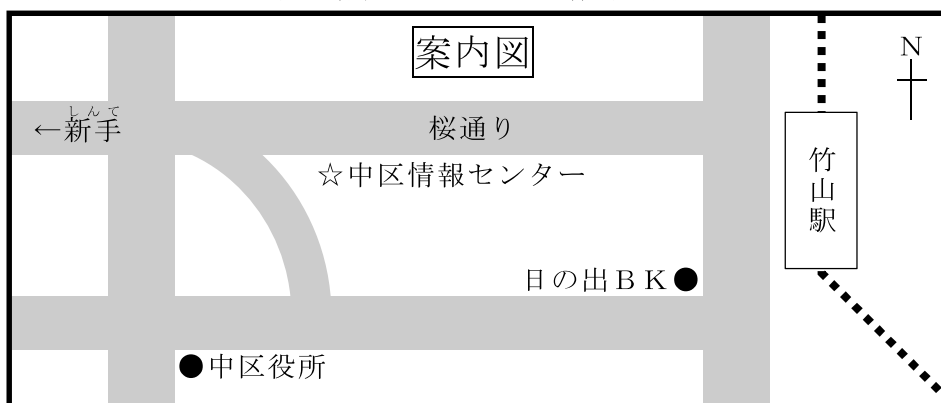 案内図
N
しんて
←新手
桜通り
☆中区情報センター
竹山駅
日の出BK●
●中区役所